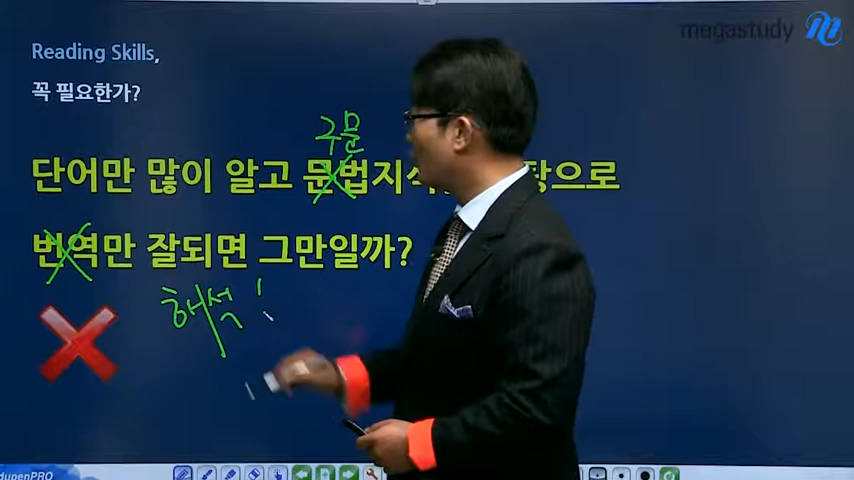 megastudy
Reading Skills,
꼭 필요한가?
구문
단어만 많이 알고 문법지식 탕으로
번역만 잘되면 그만일까?
해석!